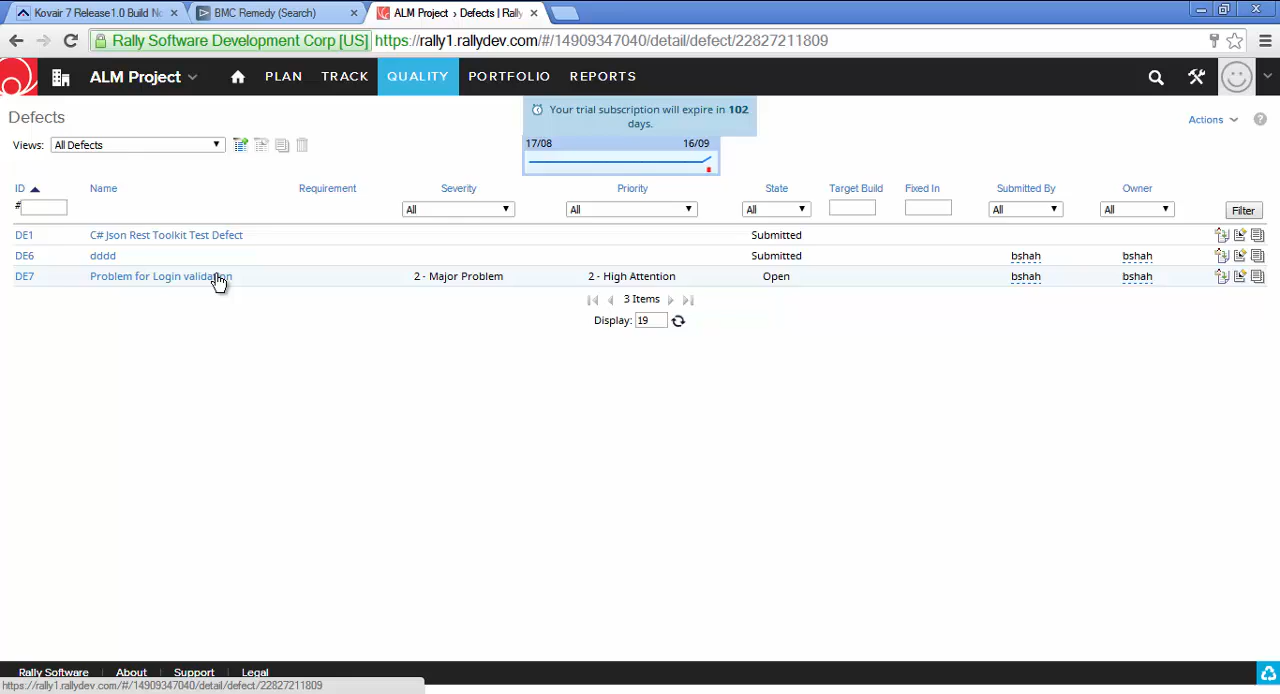 Kovair 7 Release1.0 Build No
BMC Remedy (Search)
ALM Project › Defects | Rally
Rally Software Development Corp [US] https://rally1.rallydev.com/#/14909347040/detail/defect/22827211809
ALM Project PLAN TRACK QUALITY PORTFOLIO REPORTS
Your trial subscription will expire in 102
days.
Defects
Actions
Views: All Defects
17/08 16/09
ID Name Requirement Severity Priority State Target Build Fixed In Submitted By Owner
# All All All All All Filter
DE1 C# Json Rest Toolkit Test Defect Submitted
DE6 dddd Submitted bshah bshah
DE7 Problem for Login validation 2 - Major Problem 2 - High Attention Open bshah bshah
3 Items
Display: 19
Rally Software About Support Legal
https://rally1.rallydev.com/#/14909347040/detail/defect/22827211809